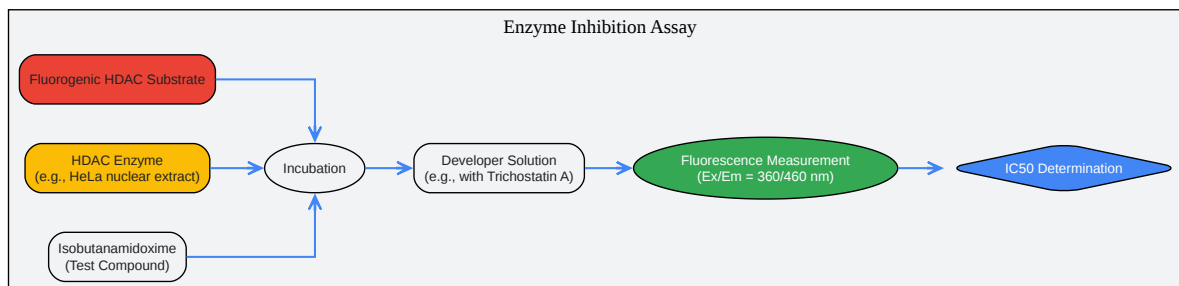 Enzyme Inhibition Assay
Fluorogenic HDAC Substrate
HDAC Enzyme
(e.g., HeLa nuclear extract)
Incubation
Developer Solution
(e.g., with Trichostatin A)
Fluorescence Measurement
(Ex/Em = 360/460 nm)
IC50 Determination
Isobutanamidoxime
(Test Compound)